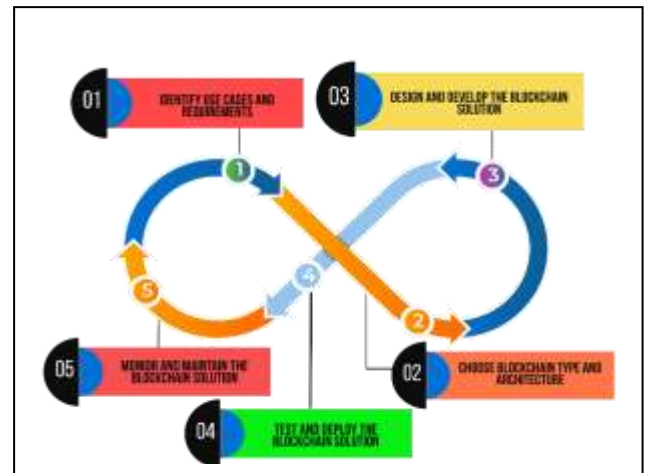 01
IDENTIFY USE CASES AND
REQUIREMENTS
03
DESIGN AND DEVELOP THE BLOCKCHAIN
SOLUTION
1
3
4
5
2
05
MONIOR AND MAINTAIN THE
BLOCKCHAIN SOLUTION
02
CHOOSE BLOCKCHAIN TYPE AND
ARCHITECTURE
04
TEST AND DEPLOY THE
BLOCKCHAIN SOLUTION